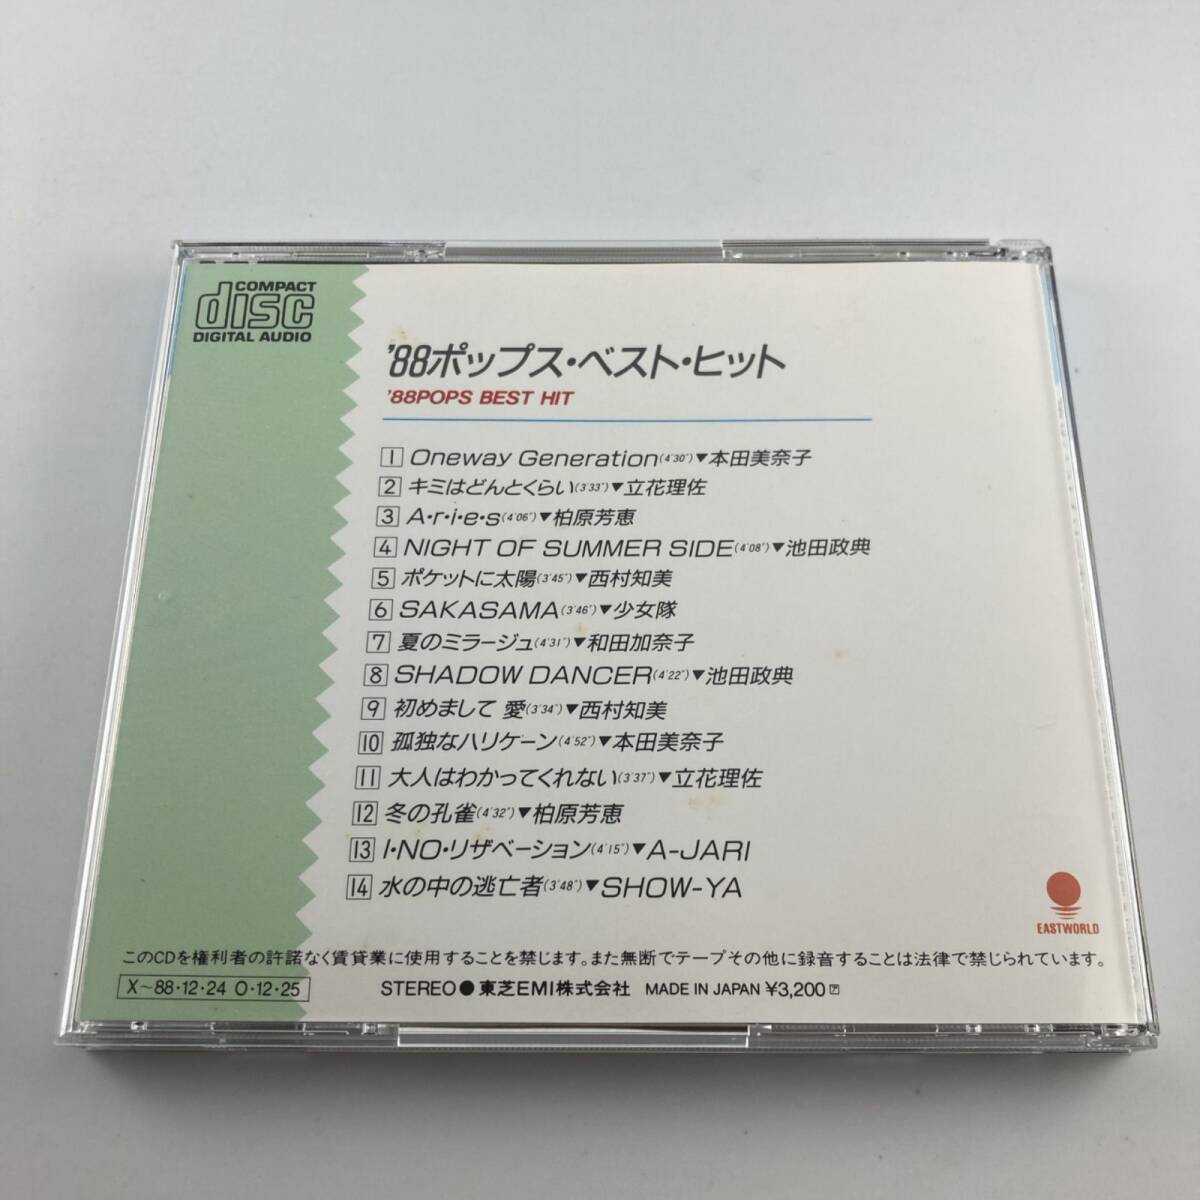 COMPACT
disc
DIGITAL AUDIO
'88ポップス・ベスト・ヒット
'88POPS BEST HIT
1 Oneway Generation(4'30")▼本田美奈子
2 キミはどんとくらい(3'33")▼立花理佐
3 A・r・i・e・s(4'06")▼柏原芳恵
4 NIGHT OF SUMMER SIDE(4'08")▼池田政典
5 ポケットに太陽(3'45")▼西村知美
6 SAKASAMA(3'46")▼少女隊
7 夏のミラージュ(4'31")▼和田加奈子
8 SHADOW DANCER(4'22")▼池田政典
9 初めまして 愛(3'34")▼西村知美
10 孤独なハリケーン(4'52")▼本田美奈子
11 大人はわかってくれない(3'37")▼立花理佐
12 冬の孔雀(4'32")▼柏原芳恵
13 I・NO・リザベーション(4'15")▼A-JARI
14 水の中の逃亡者(3'48")▼SHOW-YA
EASTWORLD
このCDを権利者の許諾なく賃貸業に使用することを禁じます。また無断でテープその他に録音することは法律で禁じられています。
X〜88・12・24 O・12・25
STEREO●東芝EMI株式会社 MADE IN JAPAN ¥3,200